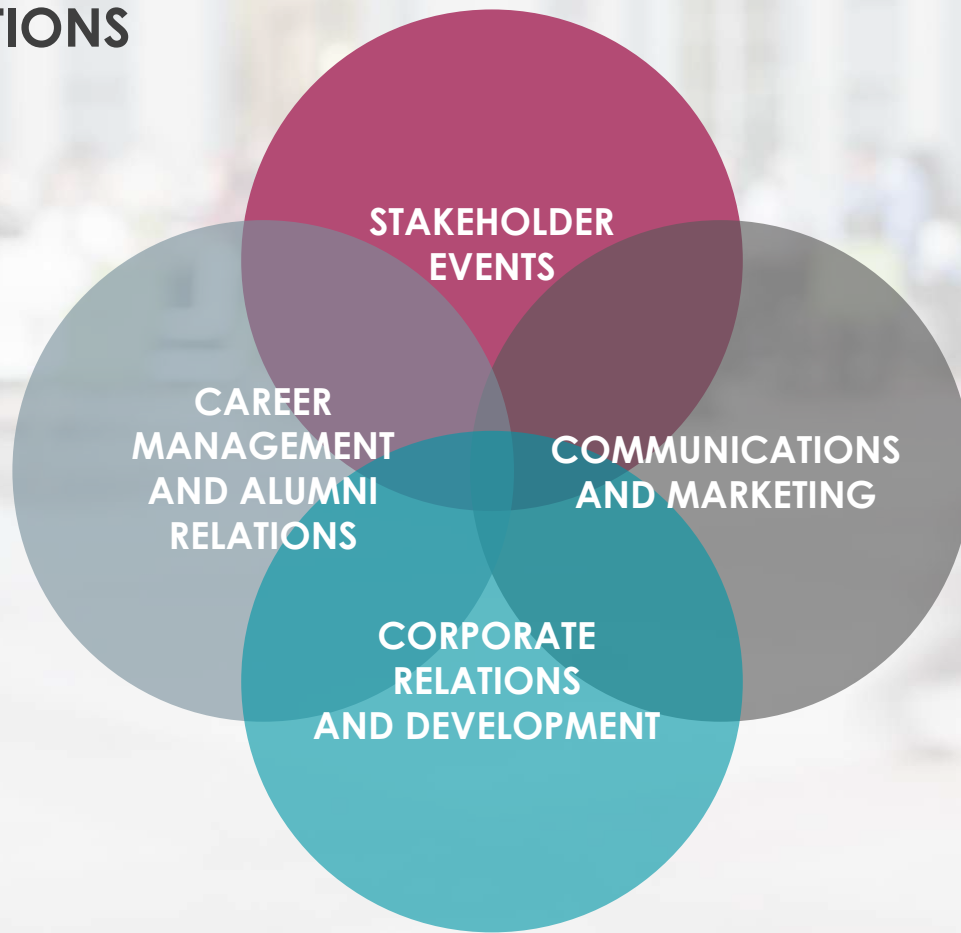 TIONS
STAKEHOLDER
EVENTS
CAREER
MANAGEMENT
AND ALUMNI
RELATIONS
COMMUNICATIONS
AND MARKETING
CORPORATE
RELATIONS
AND DEVELOPMENT